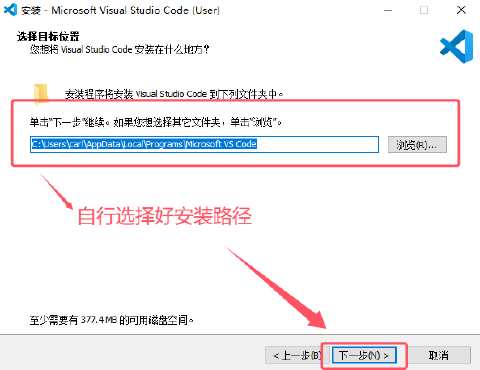 安装 - Microsoft Visual Studio Code (User)
选择目标位置
您想将 Visual Studio Code 安装在什么地方？
安装程序将安装 Visual Studio Code 到下列文件夹中。
单击“下一步”继续。如果您想选择其它文件夹，单击“浏览”。
C:\Users\carl\AppData\Local\Programs\Microsoft VS Code
浏览(R)...
自行选择好安装路径
至少需要有 377.4 MB 的可用磁盘空间。
< 上一步(B)
下一步(N) >
取消